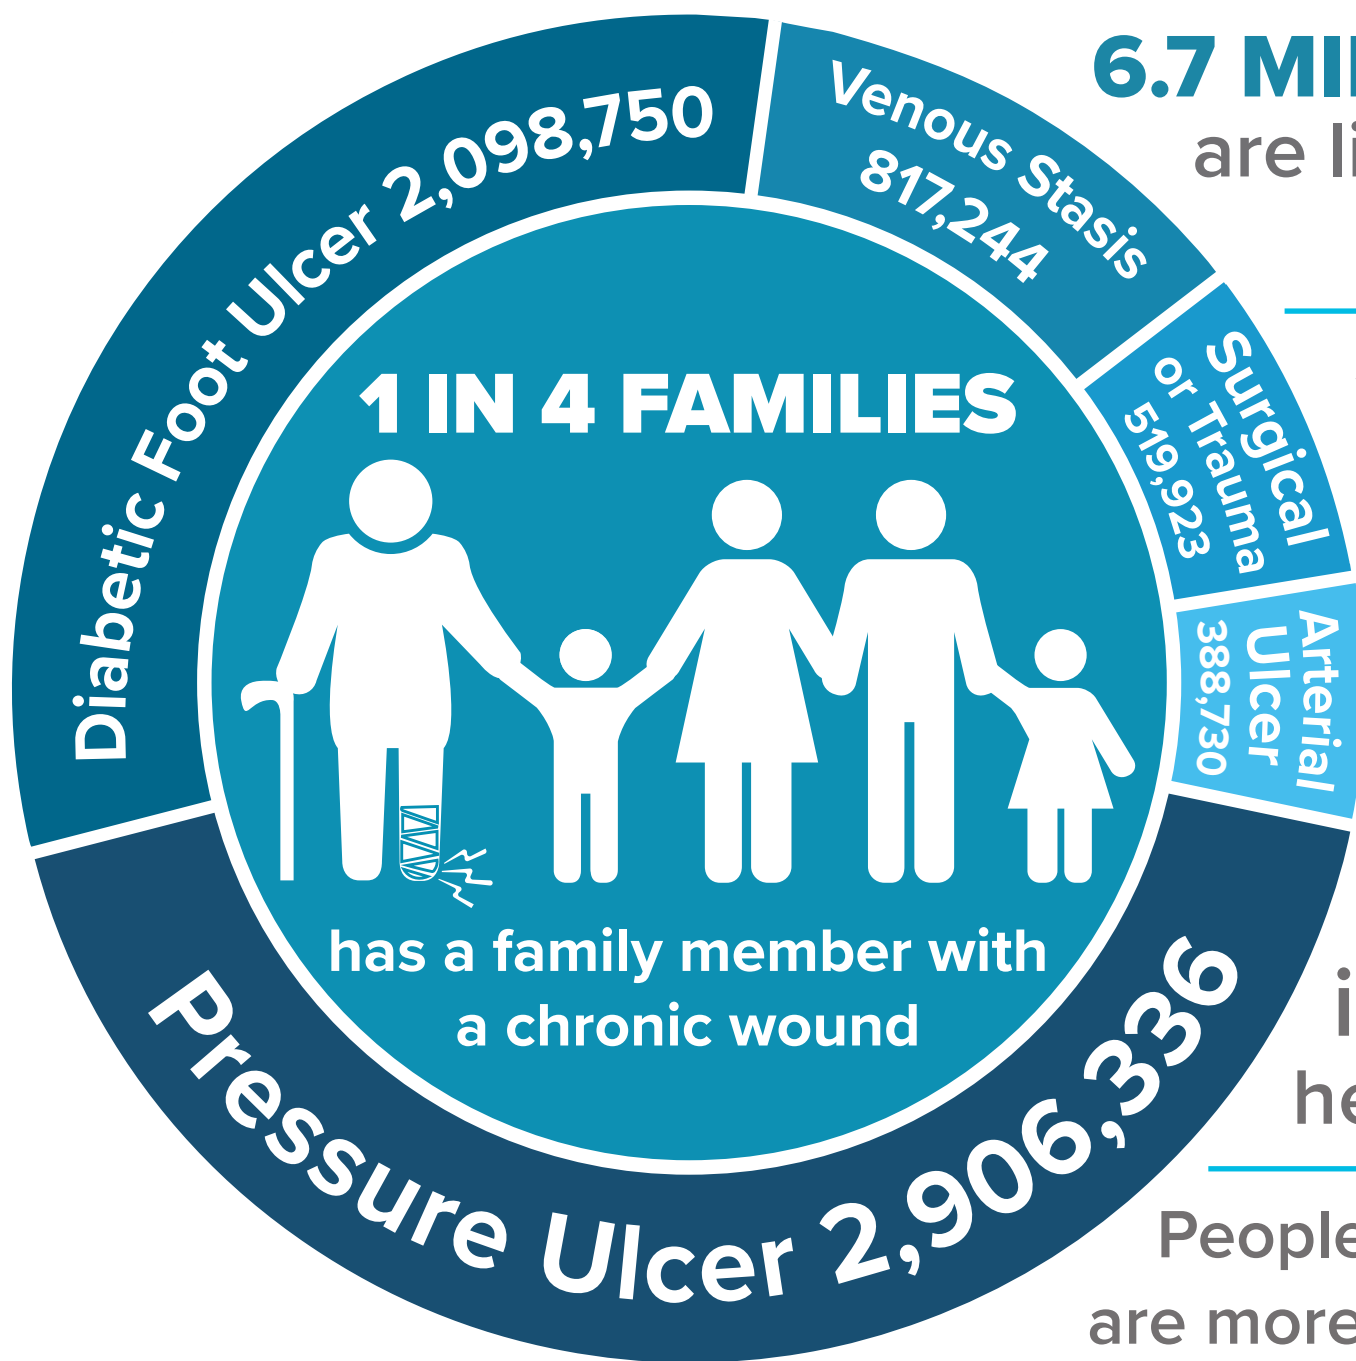 Diabetic Foot Ulcer 2,098,750
Venous Stasis
817,244
Surgical
or Trauma
519,923
Arterial
Ulcer
388,730
Pressure Ulcer 2,906,336
1 IN 4 FAMILIES
has a family member with
a chronic wound
6.7
are
People
are more